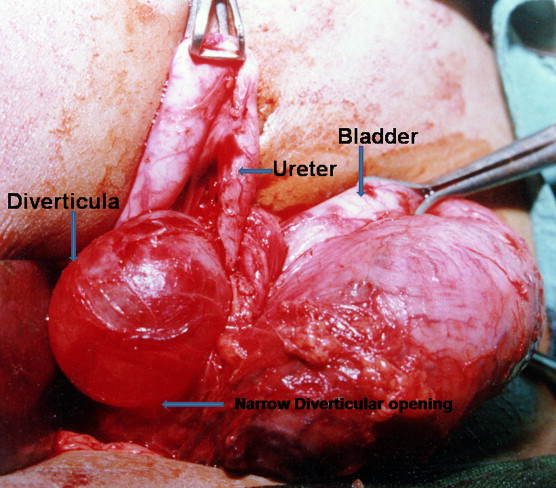 Bladder
Ureter
Diverticula
Narrow Diverticular opening